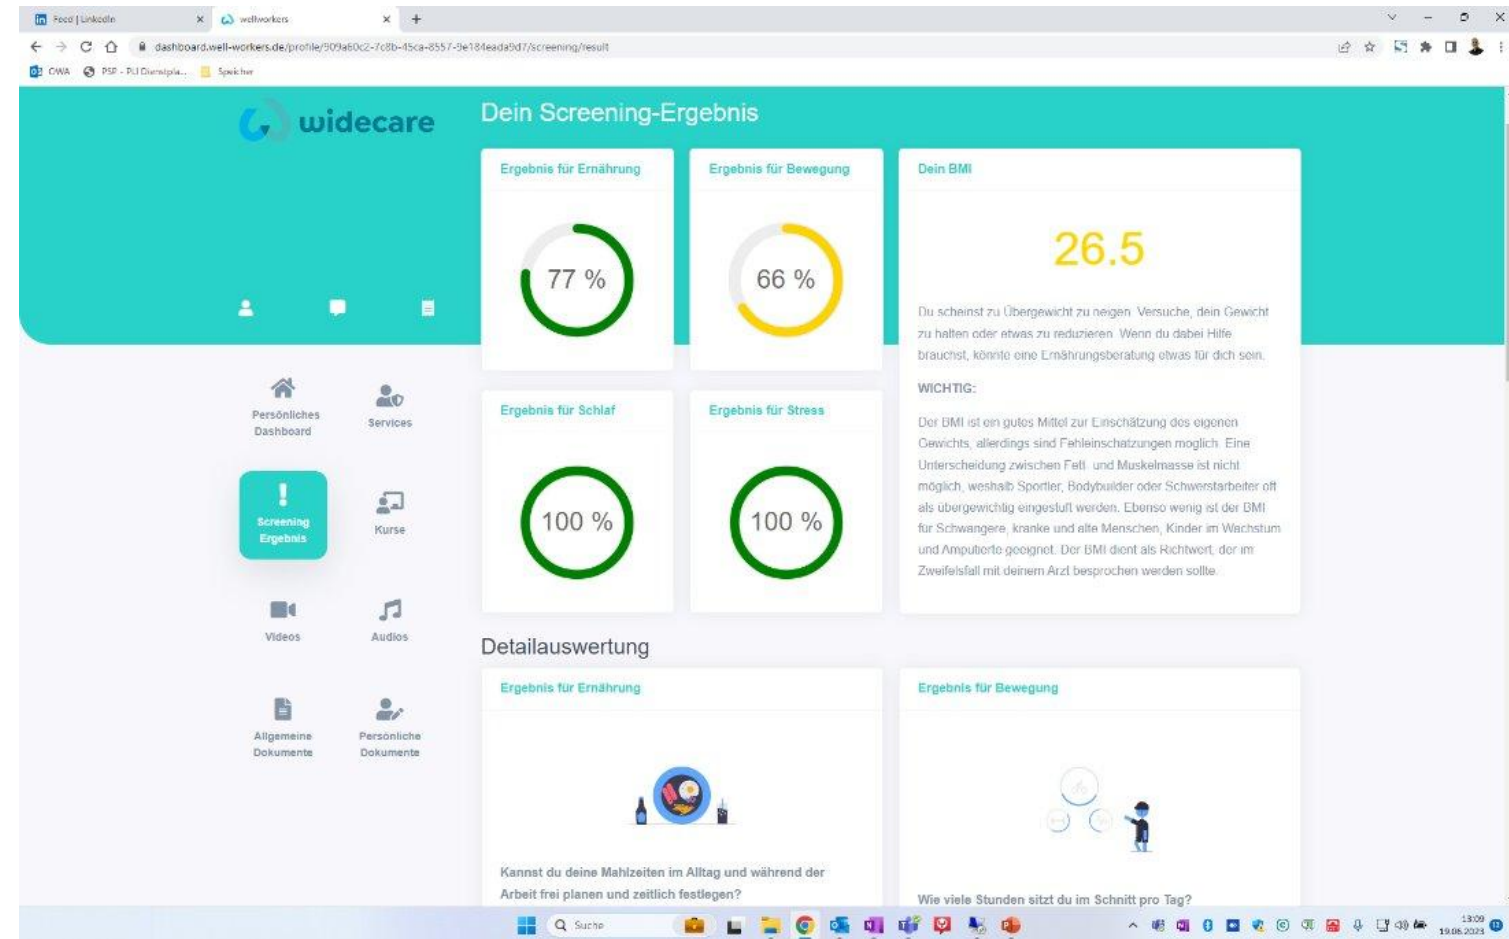 Feed | LinkedIn
wellworkers
dashboard.well-workers.de/profile/909a60c2-7c8b-45ca-8557-9e184eada9d7/screening/result
OWA
PSP - PLI Dienstpla...
Speicher
widecare
Dein Screening-Ergebnis
Ergebnis für Ernährung
77 %
Ergebnis für Bewegung
66 %
Dein BMI
26.5
Du scheinst zu Übergewicht zu neigen. Versuche, dein Gewicht
zu halten oder etwas zu reduzieren. Wenn du dabei Hilfe
brauchst, könnte eine Ernährungsberatung etwas für dich sein.
WICHTIG:
Der BMI ist ein gutes Mittel zur Einschätzung des eigenen
Gewichts, allerdings sind Fehleinschätzungen möglich. Eine
Unterscheidung zwischen Fett- und Muskelmasse ist nicht
möglich, weshalb Sportler, Bodybuilder oder Schwerstarbeiter oft
als übergewichtig eingestuft werden. Ebenso wenig ist der BMI
für Schwangere, kranke und alte Menschen, Kinder im Wachstum
und Amputierte geeignet. Der BMI dient als Richtwert, der im
Zweifelsfall mit deinem Arzt besprochen werden sollte.
Ergebnis für Schlaf
100 %
Ergebnis für Stress
100 %
Persönliches
Dashboard
Services
Screening
Ergebnis
Kurse
Videos
Audios
Allgemeine
Dokumente
Persönliche
Dokumente
Detailauswertung
Ergebnis für Ernährung
Kannst du deine Mahlzeiten im Alltag und während der
Arbeit frei planen und zeitlich festlegen?
Ergebnis für Bewegung
Wie viele Stunden sitzt du im Schnitt pro Tag?
Suche
13:09
19.06.2023